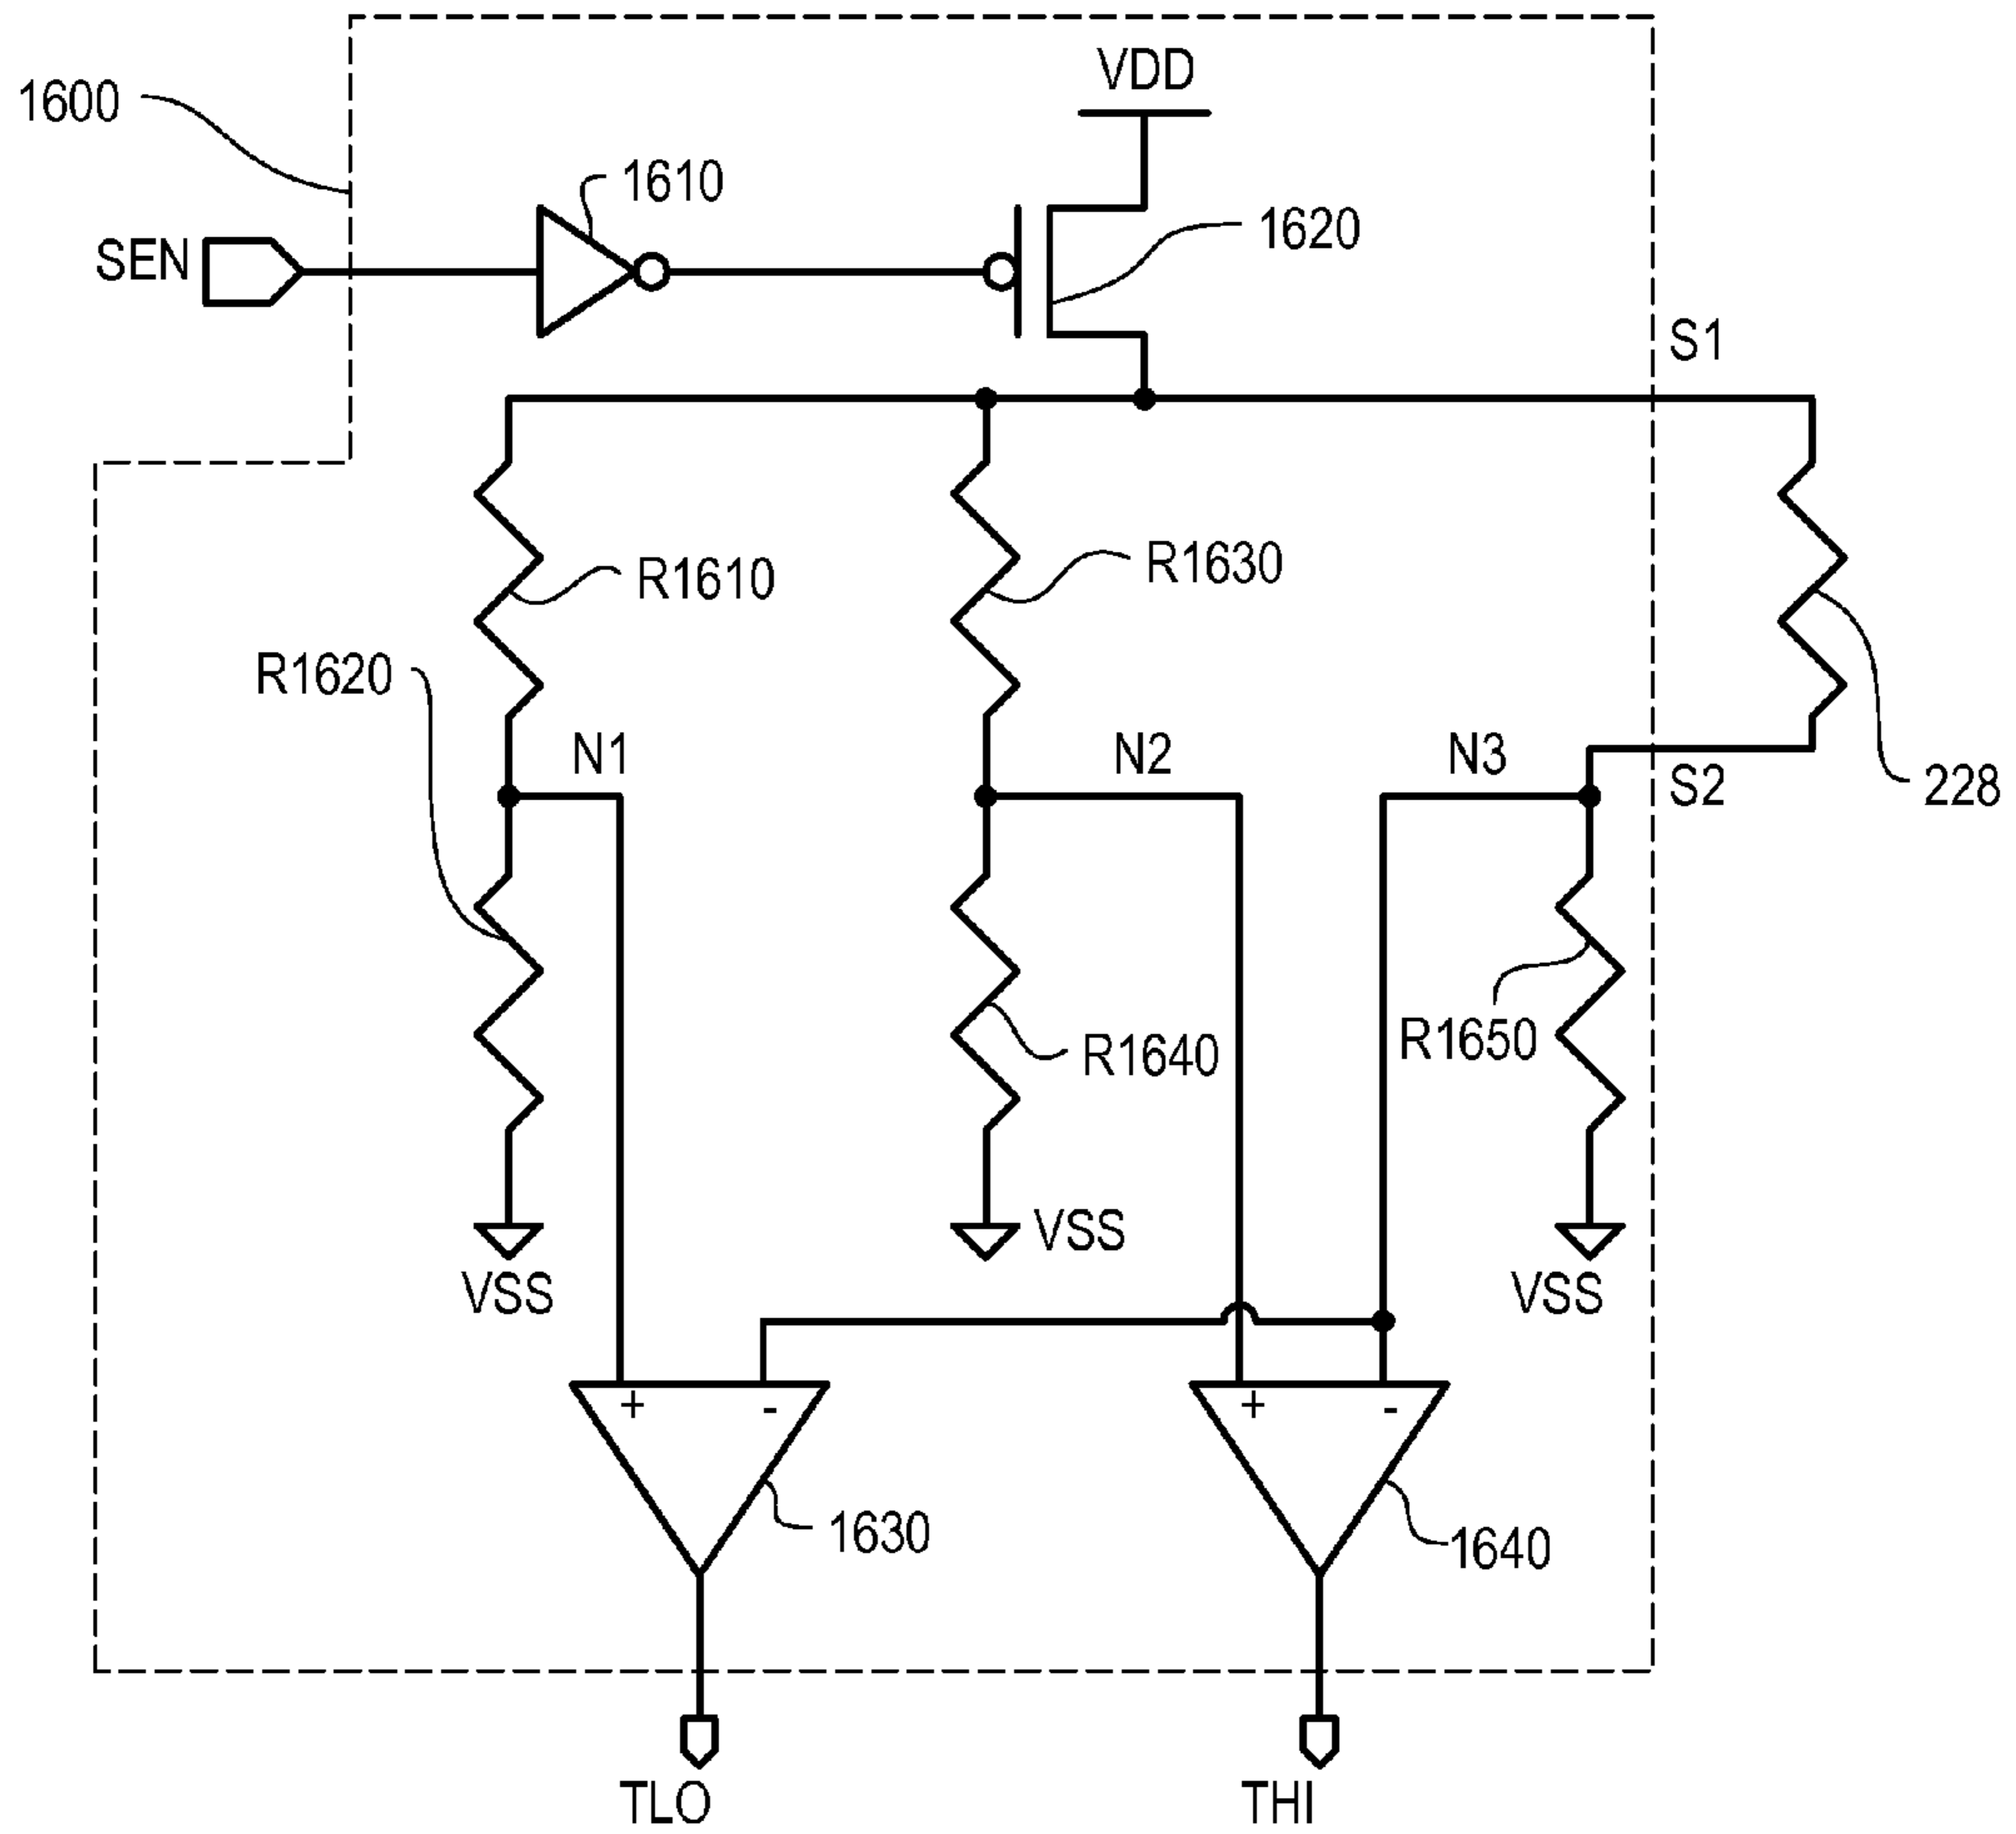 VDD
1600
1610
1620
SEN
S1
R1610
R1630
R1620
N1
N2
N3
S2
228
R1640
R1650
VSS
VSS
VSS
+
-
+
-
1630
1640
TLO
THI